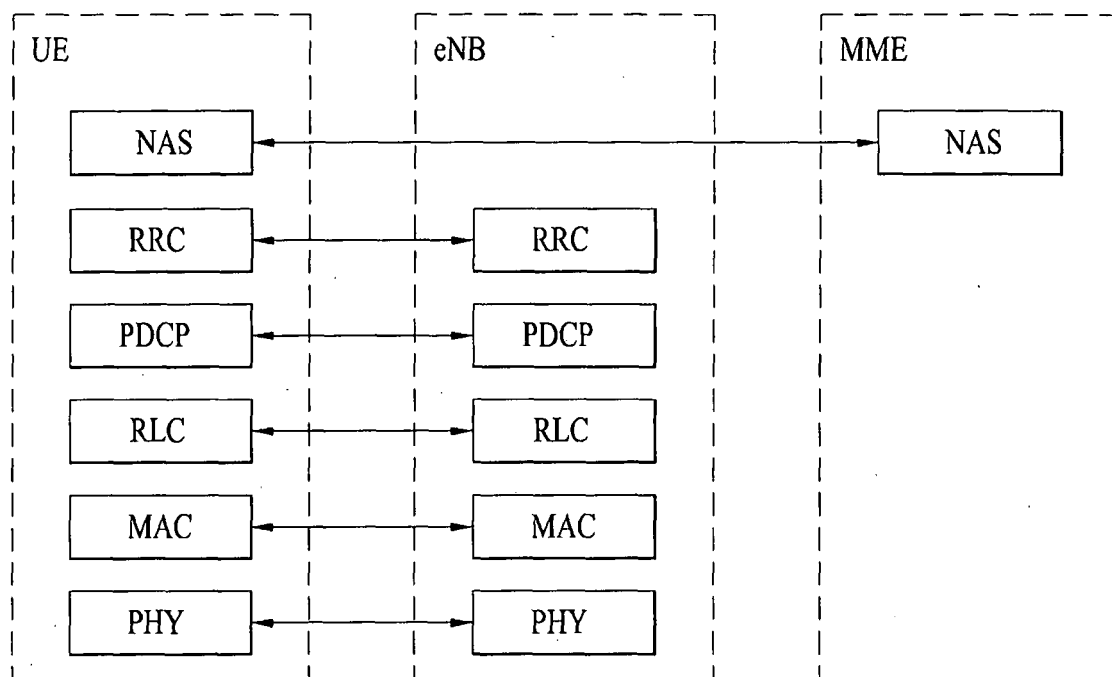 UE
eNB
MME
NAS
NAS
RRC
RRC
PDCP
PDCP
RLC
RLC
MAC
MAC
PHY
PHY